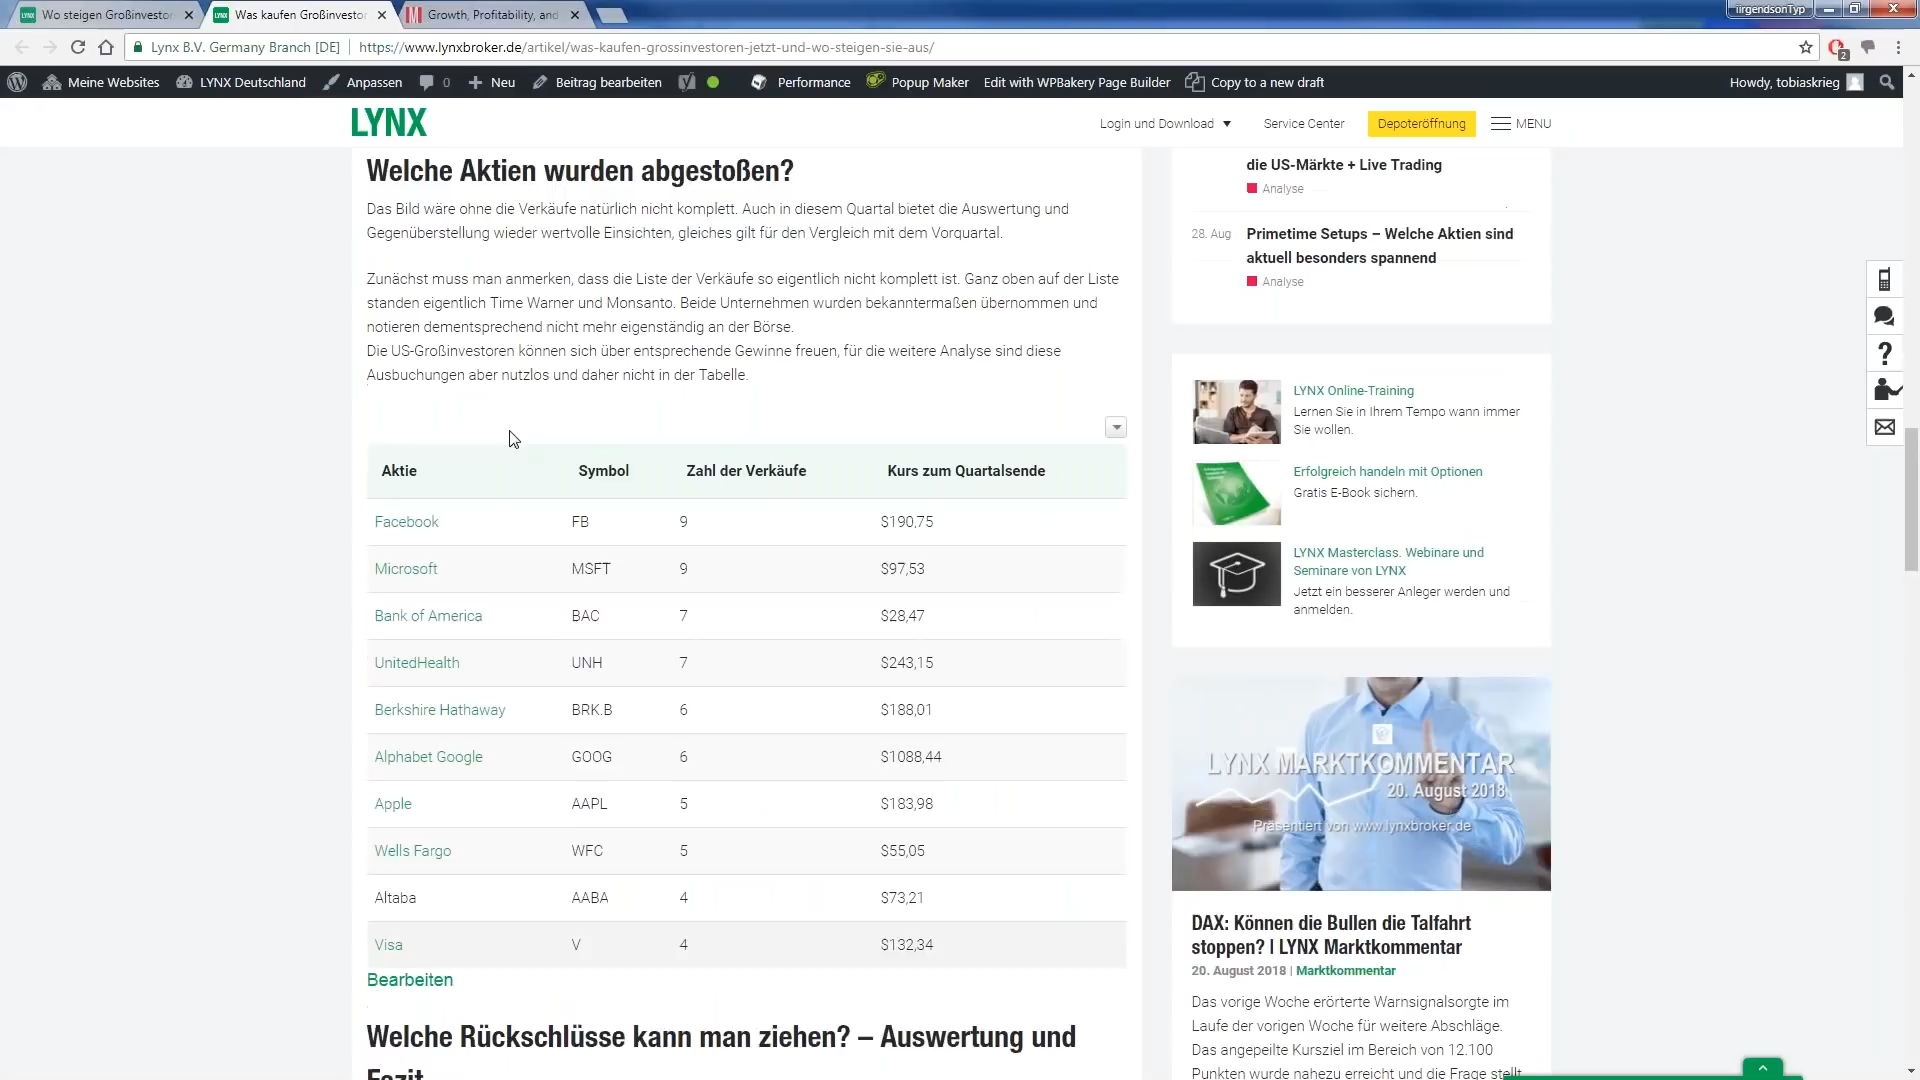 Wo steigen Großinvesto
Was kaufen Großinvestor
Growth, Profitability, and
iirgendsonTyp
Lynx B.V. Germany Branch [DE]
https://www.lynxbroker.de/artikel/was-kaufen-grossinvestoren-jetzt-und-wo-steigen-sie-aus/
2
Meine Websites
LYNX Deutschland
Anpassen
0
Neu
Beitrag bearbeiten
Performance
Popup Maker
Edit with WPBakery Page Builder
Copy to a new draft
Howdy, tobiaskrieg
LYNX
Login und Download
Service Center
Depoteröffnung
MENU
Welche Aktien wurden abgestoßen?
Das Bild wäre ohne die Verkäufe natürlich nicht komplett. Auch in diesem Quartal bietet die Auswertung und
Gegenüberstellung wieder wertvolle Einsichten, gleiches gilt für den Vergleich mit dem Vorquartal.
Zunächst muss man anmerken, dass die Liste der Verkäufe so eigentlich nicht komplett ist. Ganz oben auf der Liste
standen eigentlich Time Warner und Monsanto. Beide Unternehmen wurden bekanntermaßen übernommen und
notieren dementsprechend nicht mehr eigenständig an der Börse.
Die US-Großinvestoren können sich über entsprechende Gewinne freuen, für die weitere Analyse sind diese
Ausbuchungen aber nutzlos und daher nicht in der Tabelle.
Aktie Symbol Zahl der Verkäufe Kurs zum Quartalsende
Facebook FB 9 $190,75
Microsoft MSFT 9 $97,53
Bank of America BAC 7 $28,47
UnitedHealth UNH 7 $243,15
Berkshire Hathaway BRK.B 6 $188,01
Alphabet Google GOOG 6 $1088,44
Apple AAPL 5 $183,98
Wells Fargo WFC 5 $55,05
Altaba AABA 4 $73,21
Visa V 4 $132,34
Bearbeiten
Welche Rückschlüsse kann man ziehen? – Auswertung und
Fazit
die US-Märkte + Live Trading
Analyse
28. Aug
Primetime Setups – Welche Aktien sind
aktuell besonders spannend
Analyse
LYNX Online-Training
Lernen Sie in Ihrem Tempo wann immer
Sie wollen.
Erfolgreich handeln mit Optionen
Gratis E-Book sichern.
LYNX Masterclass. Webinare und
Seminare von LYNX
Jetzt ein besserer Anleger werden und
anmelden.
LYNX MARKTKOMMENTAR
20. August 2018
Präsentiert von www.lynxbroker.de
DAX: Können die Bullen die Talfahrt
stoppen? | LYNX Marktkommentar
20. August 2018 | Marktkommentar
Das vorige Woche erörterte Warnsignalsorgte im
Laufe der vorigen Woche für weitere Abschläge.
Das angepeilte Kursziel im Bereich von 12.100
Punkten wurde nahezu erreicht und die Frage stellt